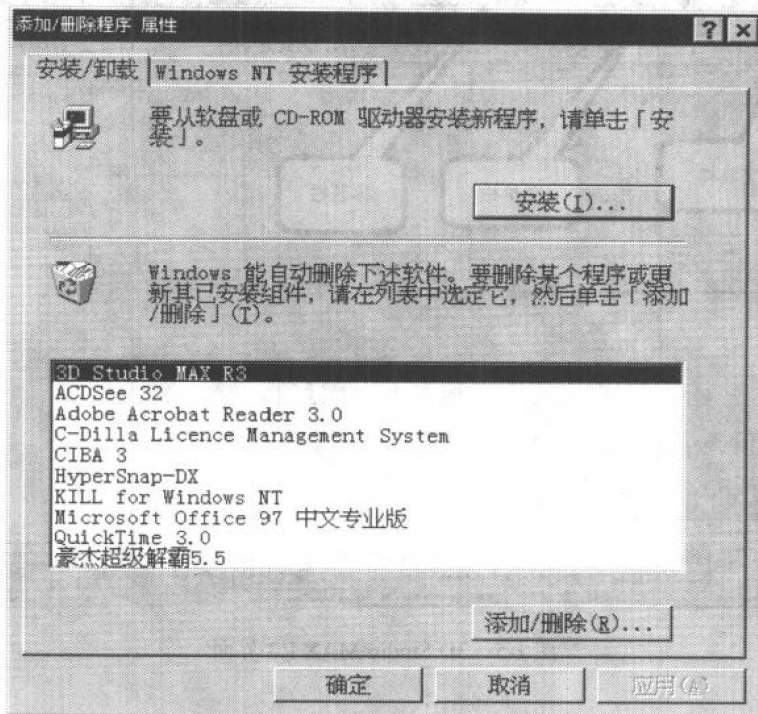 添加/删除程序 属性
安装/卸载
Windows NT 安装程序
要从软盘或 CD-ROM 驱动器安装新程序，请单击「安
装」。
安装(I)...
Windows 能自动删除下述软件。要删除某个程序或更
新其已安装组件，请在列表中选定它，然后单击「添加
/删除」(T)。
3D Studio MAX R3
ACDSee 32
Adobe Acrobat Reader 3.0
C-Dilla Licence Management System
CIBA 3
HyperSnap-DX
KILL for Windows NT
Microsoft Office 97 中文专业版
QuickTime 3.0
豪杰超级解霸5.5
添加/删除(R)...
确定
取消
应用(A)